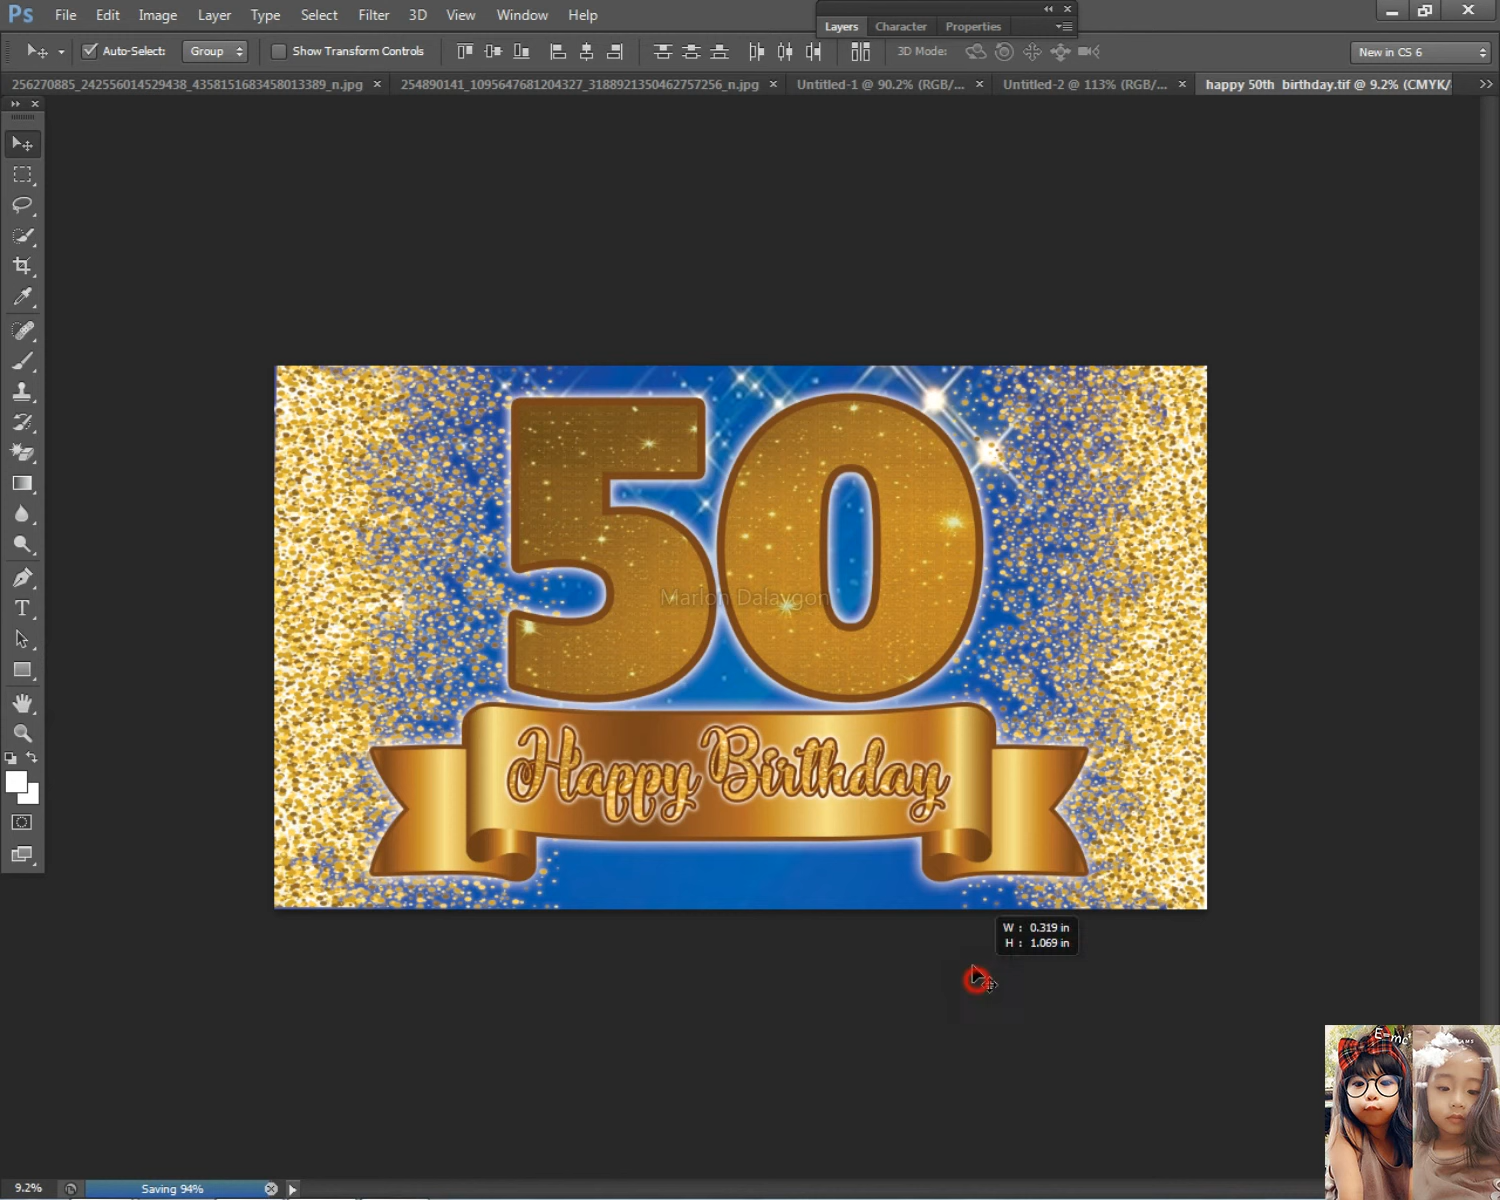 Ps File Edit Image Layer Type Select Filter 3D View Window Help
Layers Character Properties
Auto-Select: Group Show Transform Controls 3D Mode: New in CS 6
256270885_242556014529438_4358151683458013389_n.jpg 254890141_1095647681204327_3188921350462757256_n.jpg Untitled-1 @ 90.2% (RGB/... Untitled-2 @ 113% (RGB/... happy 50th birthday.tif @ 9.2% (CMYK/
50
Marlon Dalaygon
Happy Birthday
W : 0.319 in
H : 1.069 in
E=mc²
9.2% Saving 94%